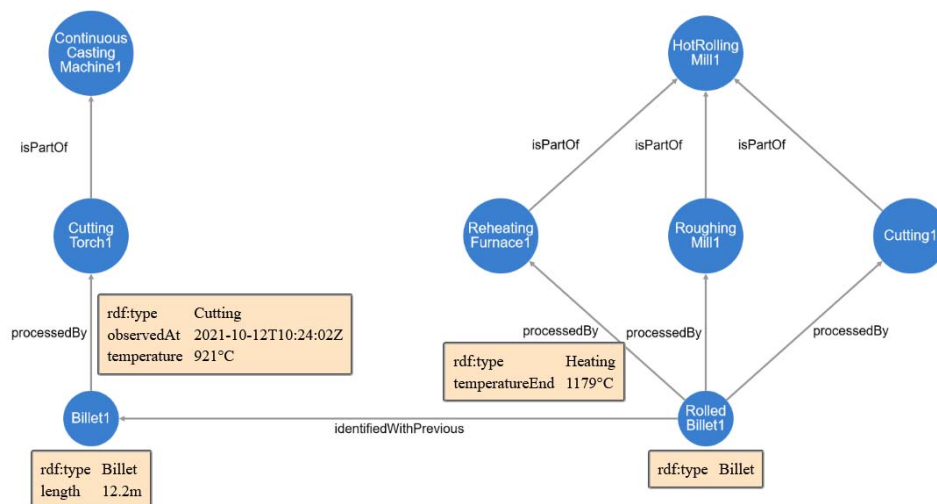 Continuous
Casting
Machine1
HotRolling
Mill1
isPartOf
isPartOf
isPartOf
isPartOf
Cutting
Torch1
Reheating
Furnace1
Roughing
Mill1
Cutting1
processedBy
rdf:type Cutting
observedAt 2021-10-12T10:24:02Z
temperature 921°C
processedBy
processedBy
processedBy
rdf:type Heating
temperatureEnd 1179°C
Billet1
identifiedWithPrevious
Rolled
Billet1
rdf:type Billet
length 12.2m
rdf:type Billet